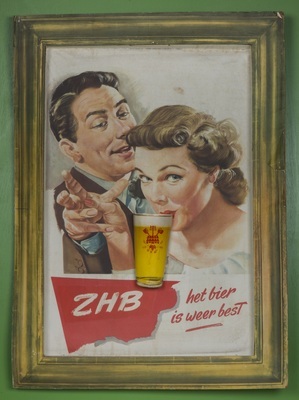 ZHB
het bier
is weer besT